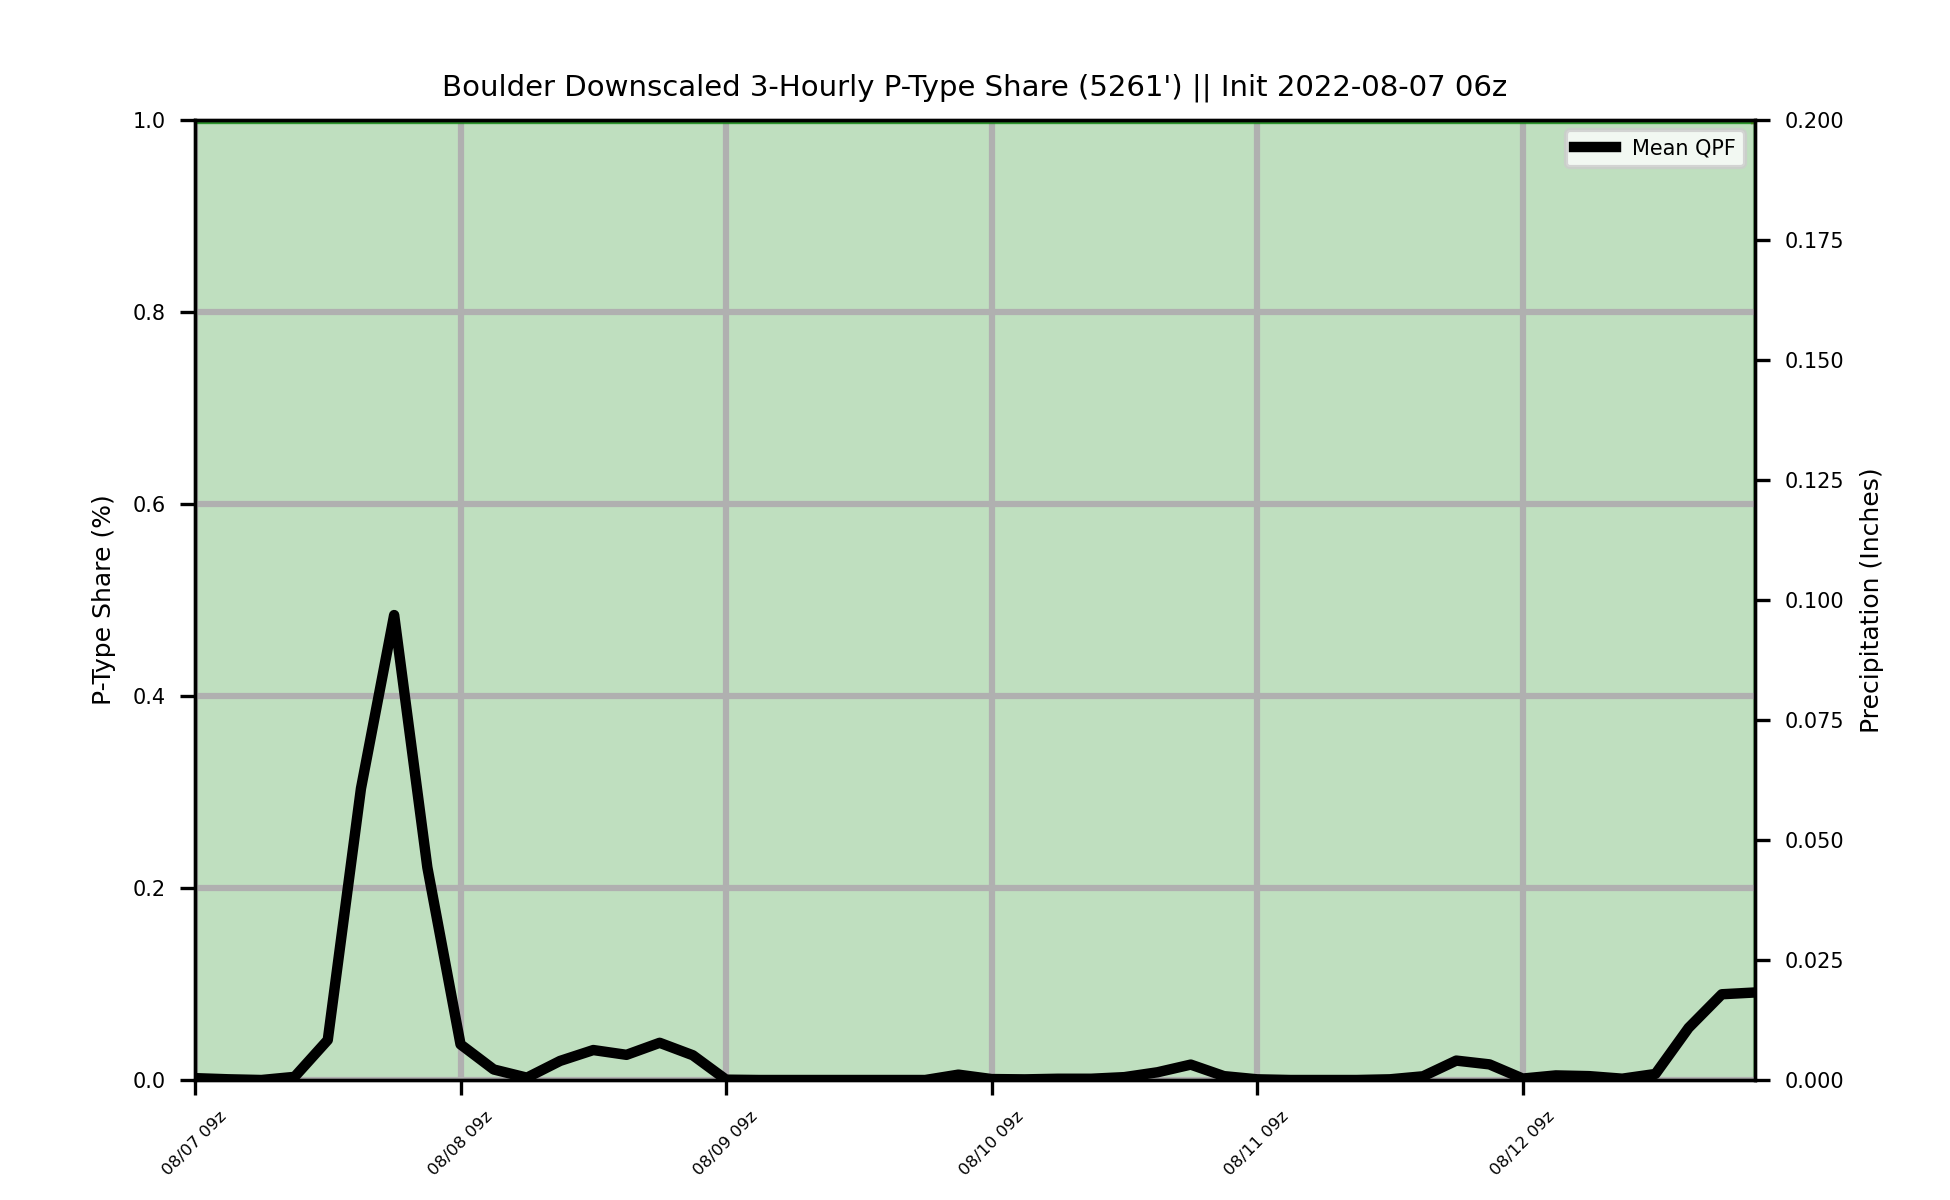 Boulder Downscaled 3-Hourly P-Type Share (5261') || Init 2022-08-07 06z
Mean QPF
P-Type Share (%)
1.0
0.8
0.6
0.4
0.2
0.0
0.200
0.175
0.150
0.125
0.100
0.075
0.050
0.025
0.000
Precipitation (Inches)
08/07 09z
08/08 09z
08/09 09z
08/10 09z
08/11 09z
08/12 09z